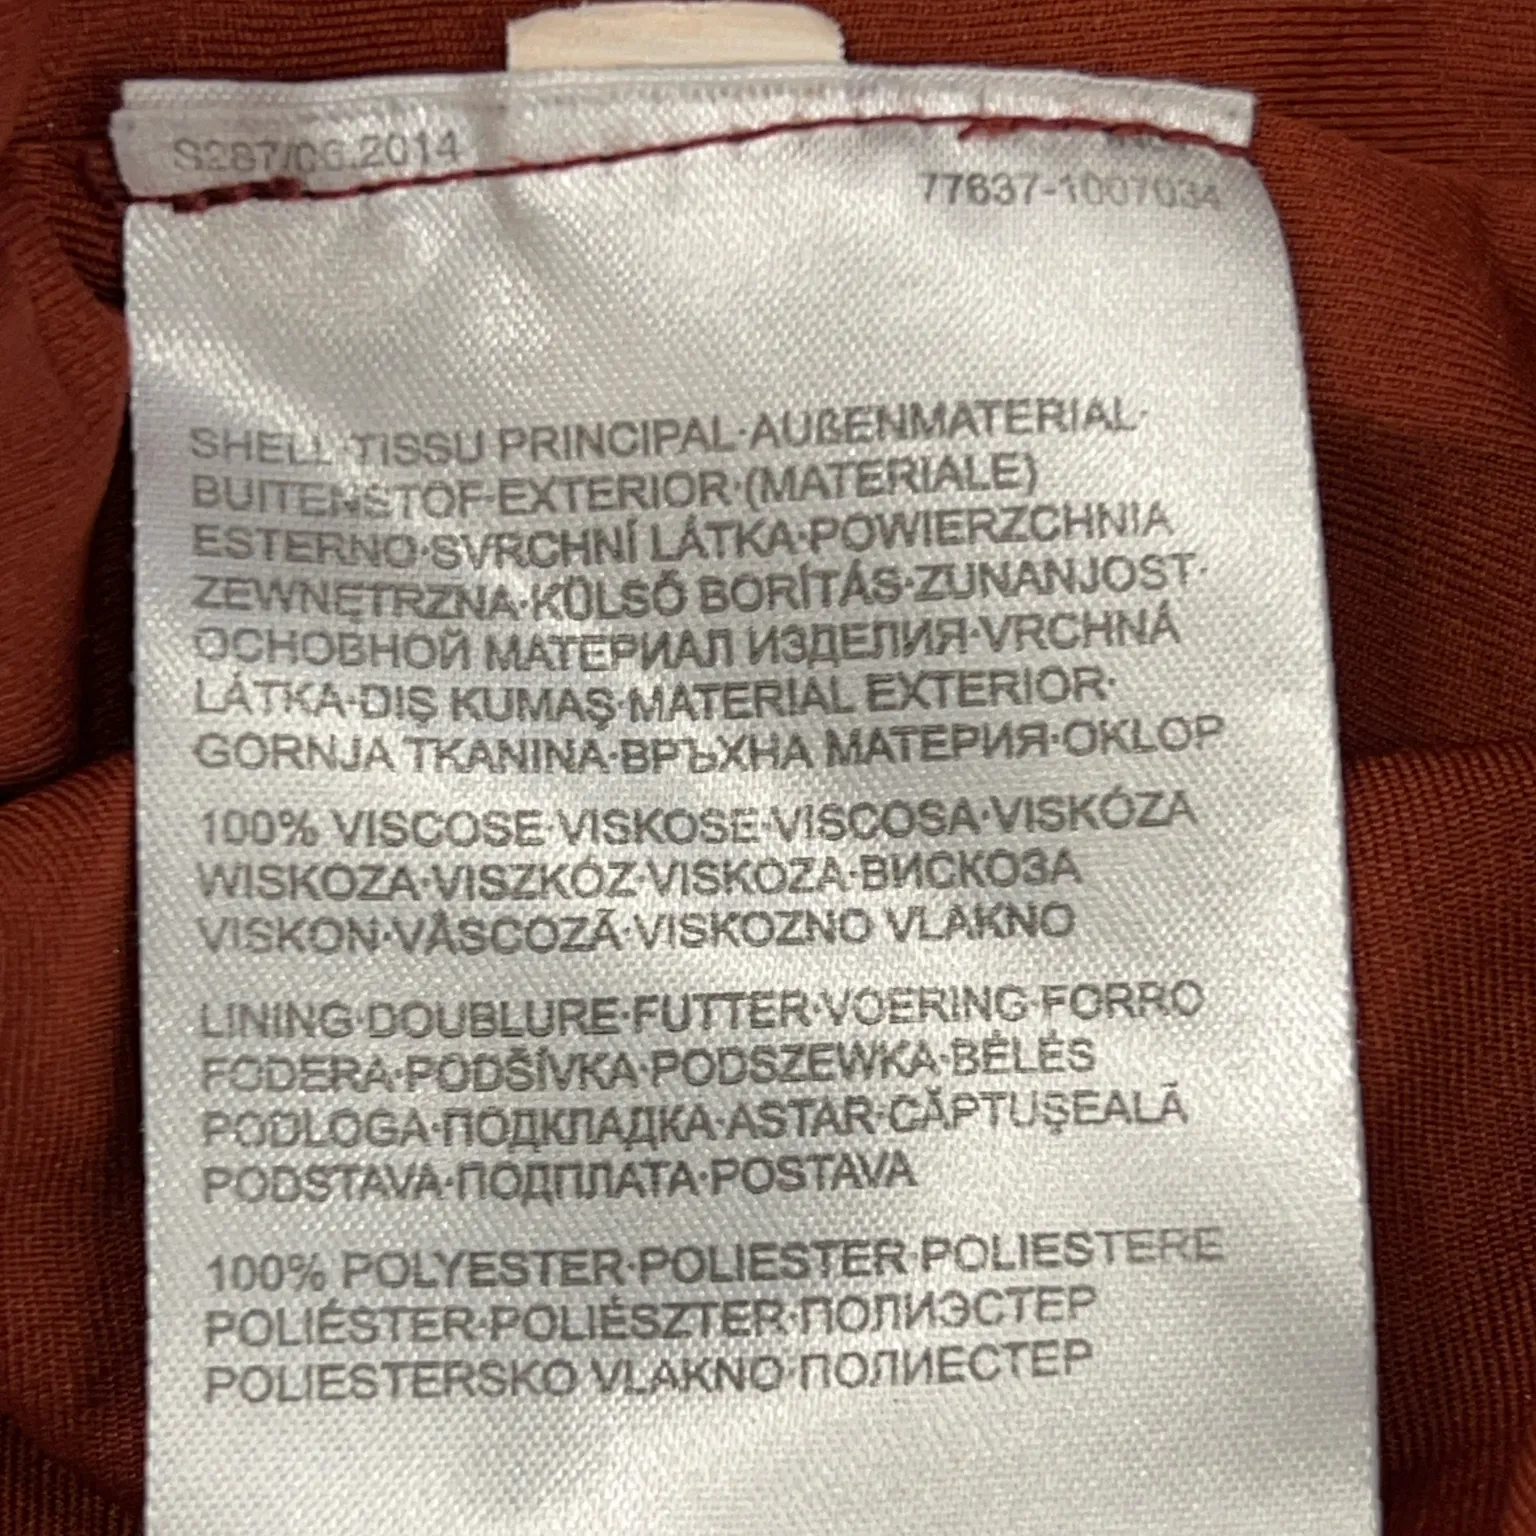 S287/06.2014
77637-1007034
SHELL·TISSU PRINCIPAL·AUßENMATERIAL·
BUITENSTOF·EXTERIOR·(MATERIALE)
ESTERNO·SVRCHNÍ LÁTKA·POWIERZCHNIA
ZEWNĘTRZNA·KÜLSŐ BORÍTÁS·ZUNANJOST·
ОСНОВНОЙ МАТЕРИАЛ ИЗДЕЛИЯ·VRCHNÁ
LÁTKA·DIŞ KUMAŞ·MATERIAL EXTERIOR·
GORNJA TKANINA·ВРЪХНА МАТЕРИЯ·OKLOP
100% VISCOSE·VISKOSE·VISCOSA·VISKÓZA
WISKOZA·VISZKÓZ·VISKOZA·ВИСКОЗА
VISKON·VÂSCOZĂ·VISKOZNO VLAKNO
LINING·DOUBLURE·FUTTER·VOERING·FORRO
FODERA·PODŠÍVKA·PODSZEWKA·BÉLÉS
PODLOGA·ПОДКЛАДКА·ASTAR·CĂPTUŞEALĂ
PODSTAVA·ПОДПЛАТА·POSTAVA
100% POLYESTER·POLIESTER·POLIESTERE
POLIÉSTER·POLIÉSZTER·ПОЛИЭСТЕР
POLIESTERSKO VLAKNO·ПОЛИЕСТЕР